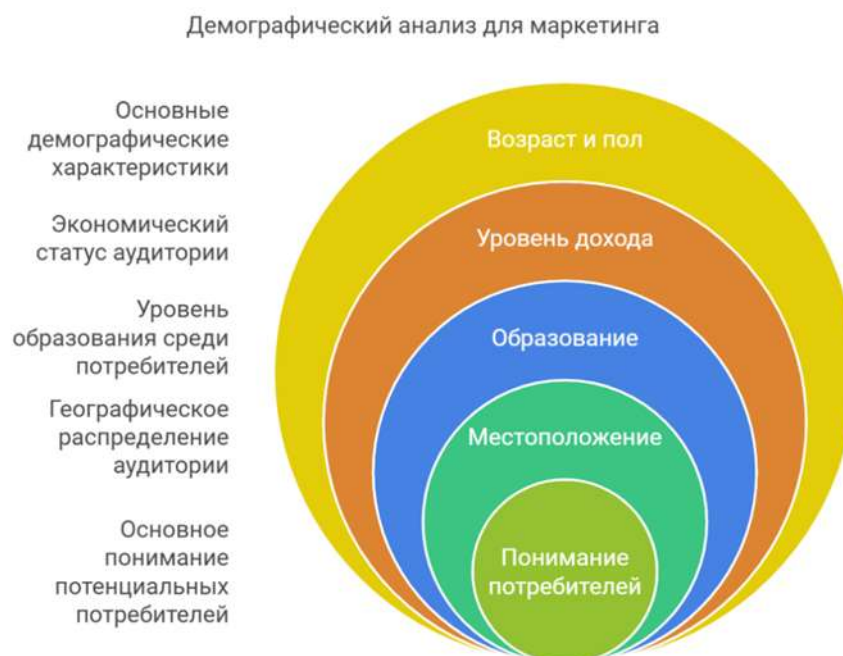 Демографический анализ для маркетинга
Основные
демографические
характеристики
Возраст и пол
Экономический
статус аудитории
Уровень дохода
Уровень
образования среди
потребителей
Образование
Географическое
распределение
аудитории
Местоположение
Основное
понимание
потенциальных
потребителей
Понимание
потребителей